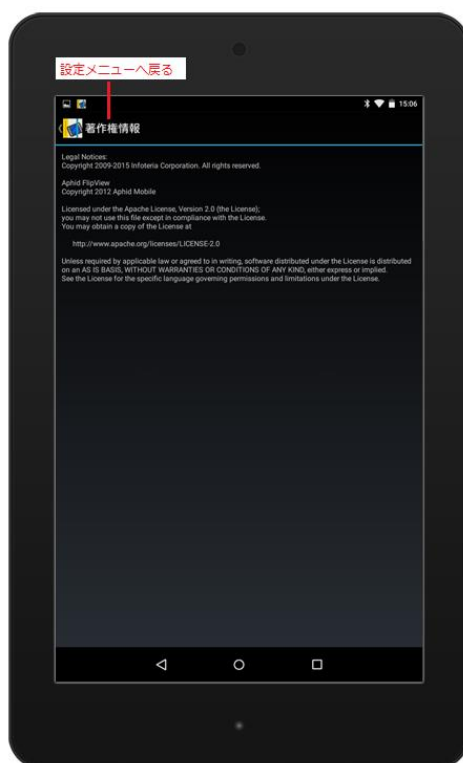 設定メニューへ戻る
15:06
著作権情報
Legal Notices:
Copyright 2009-2015 Infoteria Corporation. All rights reserved.
Aphid FlipView
Copyright 2012 Aphid Mobile
Licensed under the Apache License, Version 2.0 (the License);
you may not use this file except in compliance with the License.
You may obtain a copy of the License at
http://www.apache.org/licenses/LICENSE-2.0
Unless required by applicable law or agreed to in writing, software distributed under the License is distributed
on an AS IS BASIS, WITHOUT WARRANTIES OR CONDITIONS OF ANY KIND, either express or implied.
See the License for the specific language governing permissions and limitations under the License.